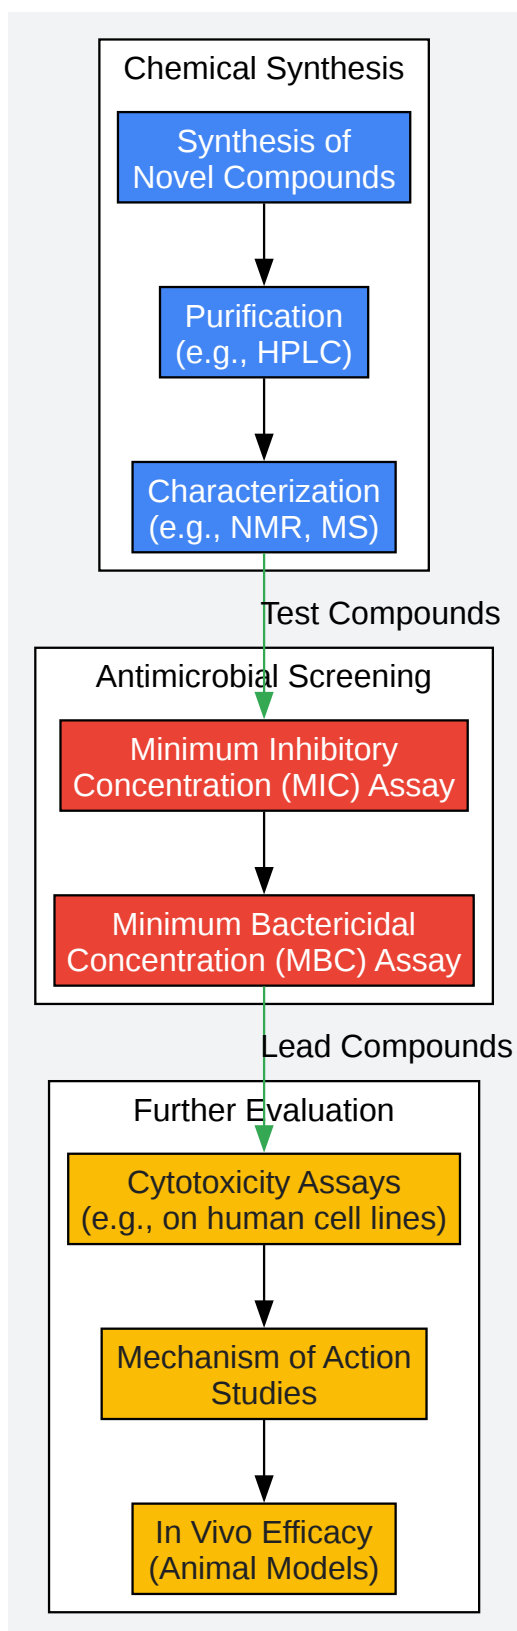 Chemical Synthesis
Synthesis of
Novel Compounds
Purification
(e.g., HPLC)
Characterization
(e.g., NMR, MS)
Test Compounds
Antimicrobial Screening
Minimum Inhibitory
Concentration (MIC) Assay
Minimum Bactericidal
Concentration (MBC) Assay
Lead Compounds
Further Evaluation
Cytotoxicity Assays
(e.g., on human cell lines)
Mechanism of Action
Studies
In Vivo Efficacy
(Animal Models)